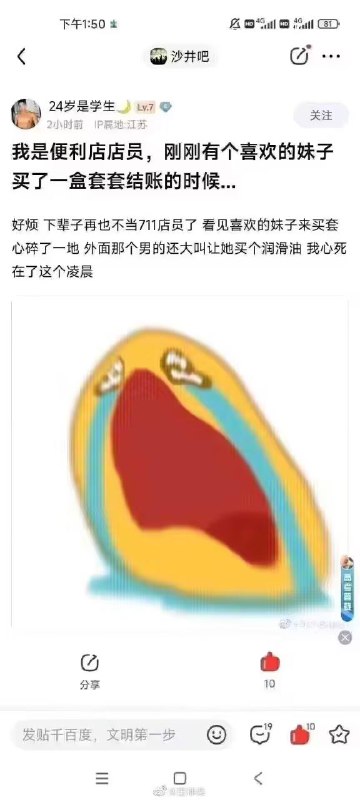 下午1:50
HD 4G HD 4G 81
沙井吧
24岁是学生🌙 Lv.7
2小时前 IP属地:江苏
关注
我是便利店店员，刚刚有个喜欢的妹子
买了一盒套套结账的时候...
好烦 下辈子再也不当711店员了 看见喜欢的妹子来买套
心碎了一地 外面那个男的还大叫让她买个润滑油 我心死
在了这个凌晨
分享
10
发贴千百度，文明第一步
19
10